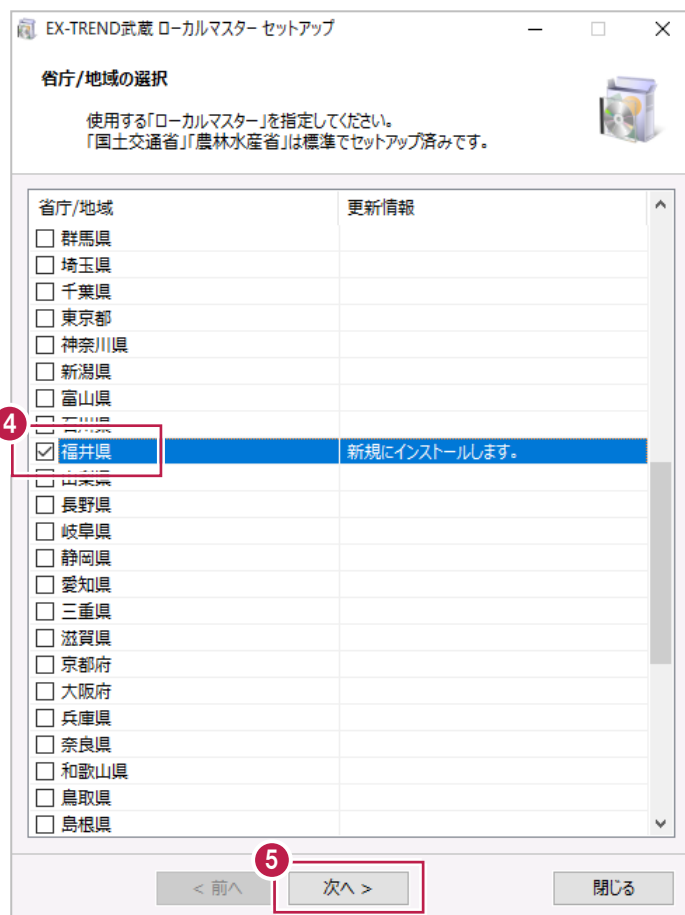 EX-TREND武蔵 ローカルマスター セットアップ
省庁/地域の選択
使用する「ローカルマスター」を指定してください。
「国土交通省」「農林水産省」は標準でセットアップ済みです。
省庁/地域 更新情報
群馬県
埼玉県
千葉県
東京都
神奈川県
新潟県
富山県
4
石川県
福井県 新規にインストールします。
山梨県
長野県
岐阜県
静岡県
愛知県
三重県
滋賀県
京都府
大阪府
兵庫県
奈良県
和歌山県
鳥取県
島根県
5
< 前へ 次へ > 閉じる